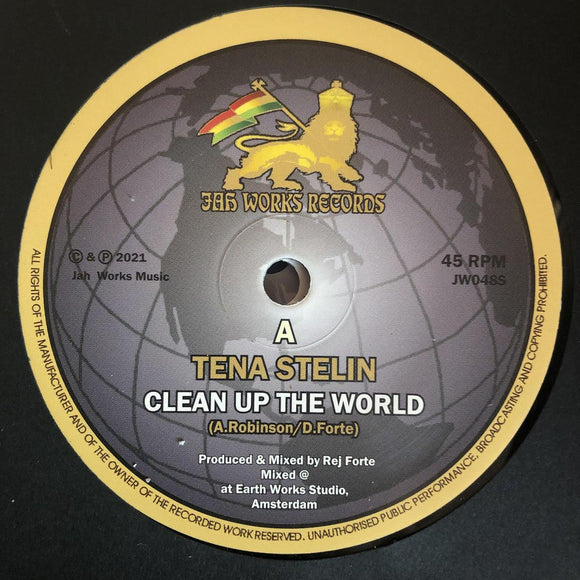 JAH WORKS RECORDS
© & ℗ 2021
Jah Works Music
45 RPM
JW048S
A
TENA STELIN
CLEAN UP THE WORLD
(A.Robinson/D.Forte)
Produced & Mixed by Rej Forte
Mixed @
at Earth Works Studio,
Amsterdam
ALL RIGHTS OF THE MANUFACTURER AND OF THE OWNER OF THE RECORDED WORK RESERVED. UNAUTHORISED PUBLIC PERFORMANCE, BROADCASTING AND COPYING PROHIBITED.